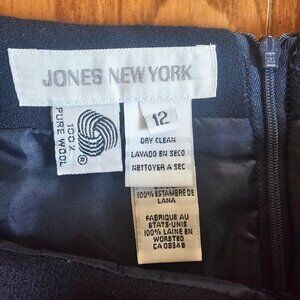 JONES NEW YORK
100%
PURE WOOL
®
12
DRY CLEAN
LAVADO EN SECO
NETTOYER A SEC
100% ESTAMBRE DE
LANA
FABRIQUE AU
ETATS-UNIS
100% LAINE EN
WORSTED
CA 08349